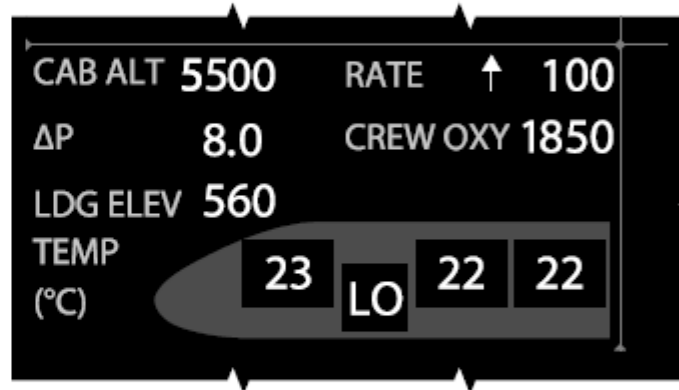 CAB ALT 5500 RATE ↑ 100
ΔP 8.0 CREW OXY 1850
LDG ELEV 560
TEMP
(°C) 23 LO 22 22